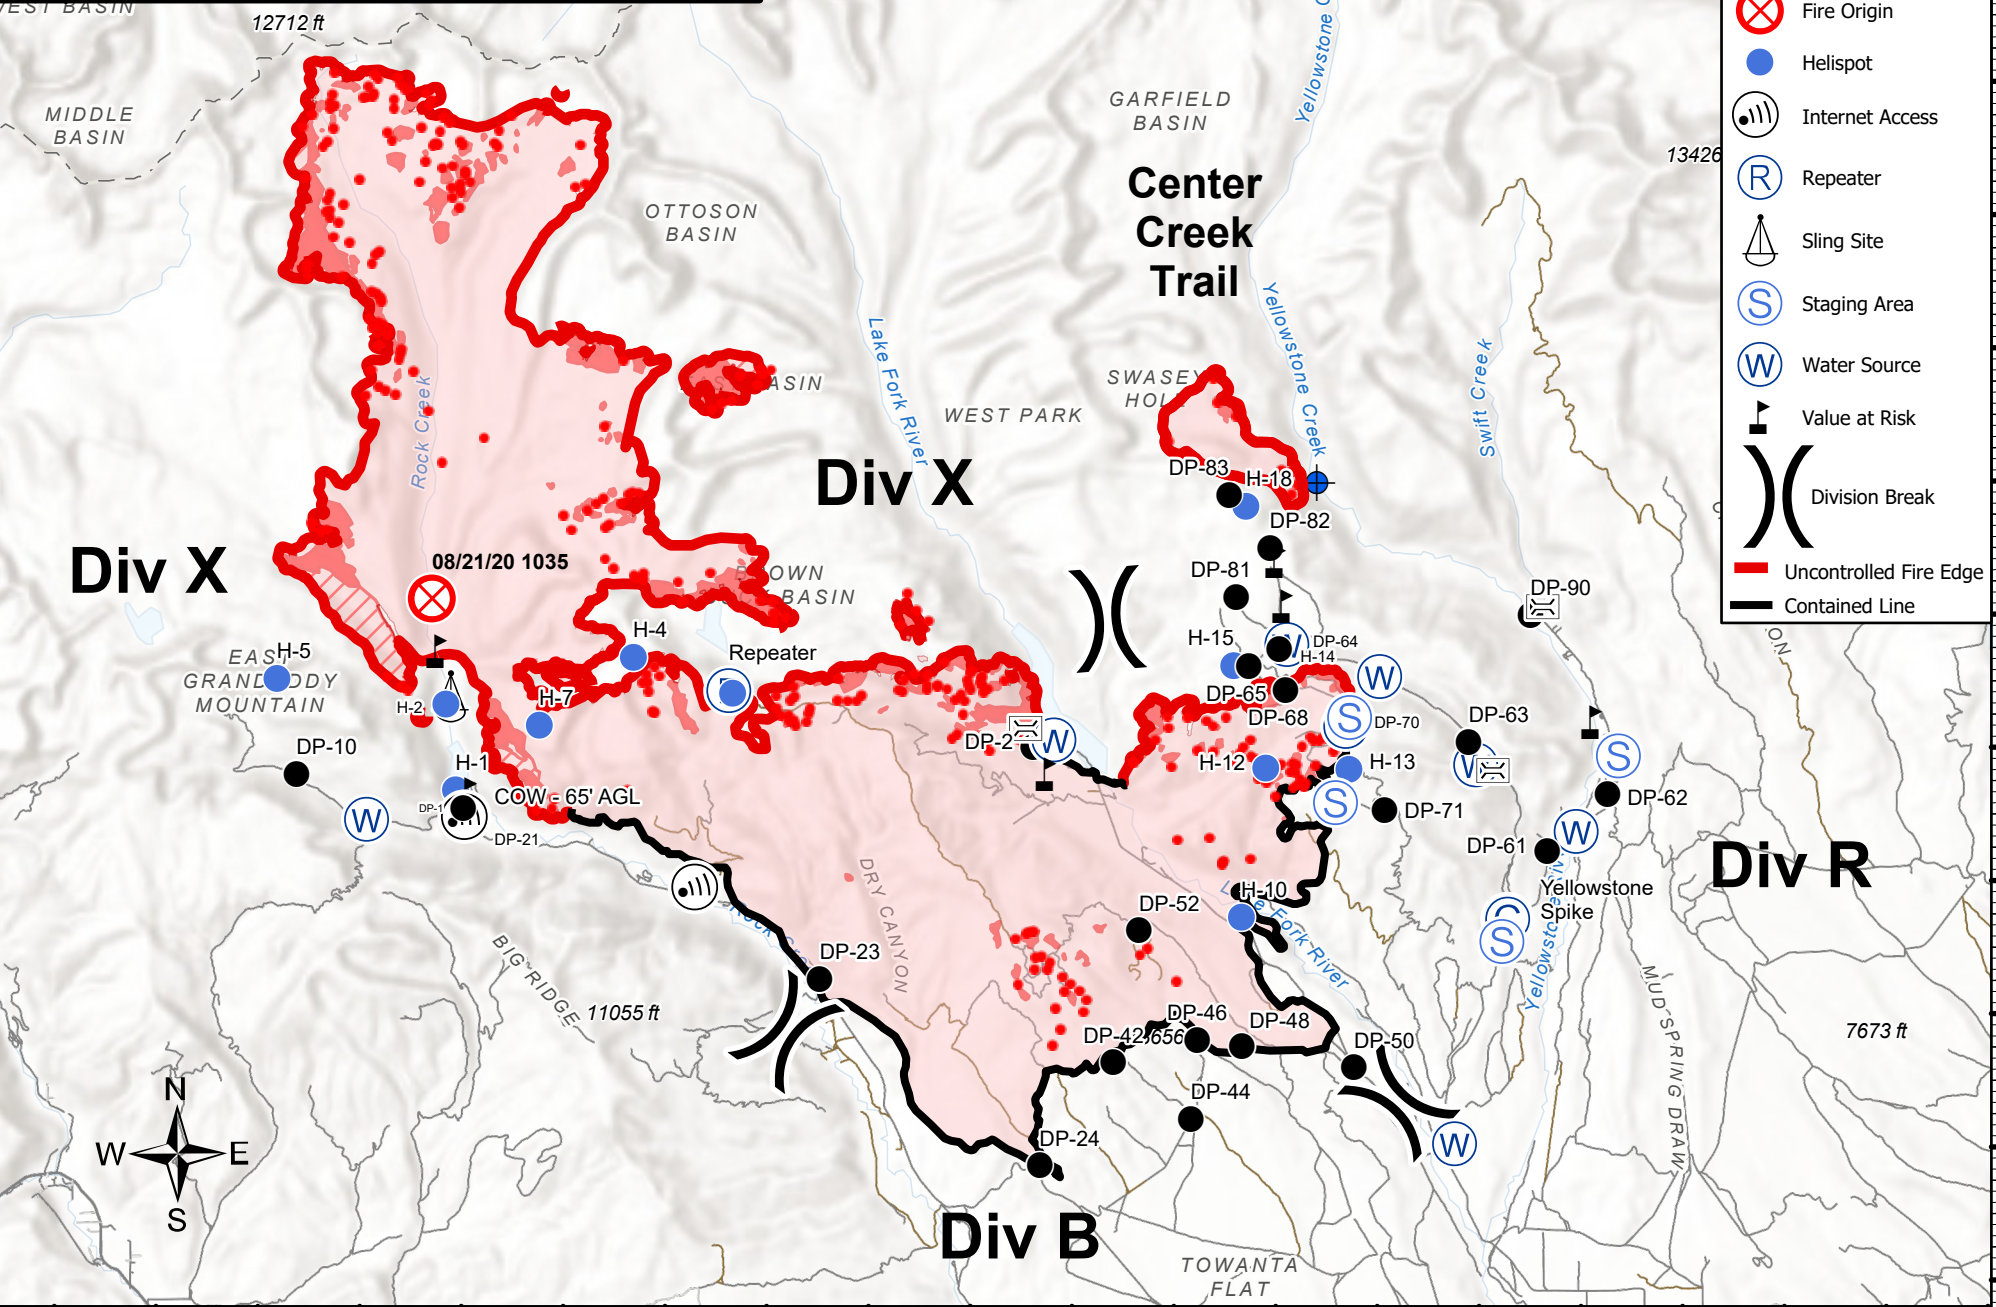 12712 ft
MIDDLE
BASIN
OTTOSON
BASIN
GARFIELD
BASIN
Yellowstone
Center
Creek
Trail
13426
Fire Origin
Helispot
Internet Access
R
Repeater
Sling Site
S
Staging Area
W
Water Source
Value at Risk
Division Break
Uncontrolled Fire Edge
Contained Line
Rock Creek
Lake Fork River
Yellowstone Creek
Swift Creek
BASIN
WEST PARK
SWASEY
Div X
Div X
08/21/20 1035
DP-83
H-18
DP-82
DP-81
DP-90
BASIN
H-4
Repeater
H-5
EAST
MOUNTAIN
H-2
H-7
H-15
W
DP-64
H-14
DP-65
DP-68
W
S
DP-70
DP-63
W
S
DP-62
DP-10
H-1
DP-1
W
COW - 65' AGL
DP-21
DP-2
W
H-12
H-13
S
DP-71
DP-61
W
Div R
Yellowstone
Spike
S
DRY CANYON
BIG RIDGE
11055 ft
DP-23
DP-52
H-10
Fork River
MUD SPRING DRAW
7673 ft
DP-42
DP-46
DP-48
DP-50
DP-44
DP-24
W
N
W
E
S
Div B
TOWANTA
FLAT